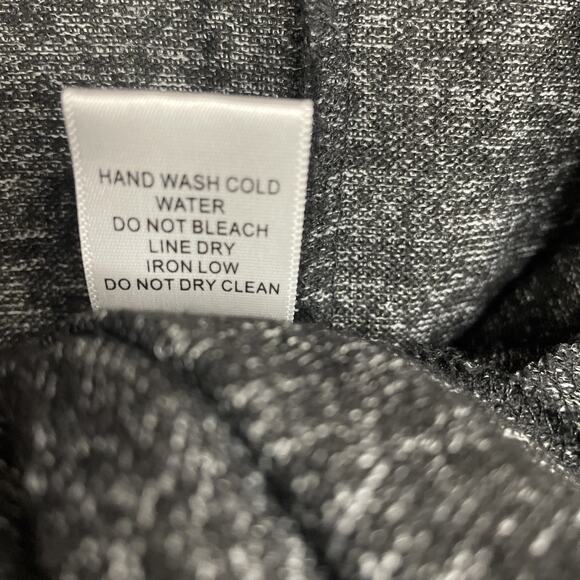 HAND WASH COLD
WATER
DO NOT BLEACH
LINE DRY
IRON LOW
DO NOT DRY CLEAN